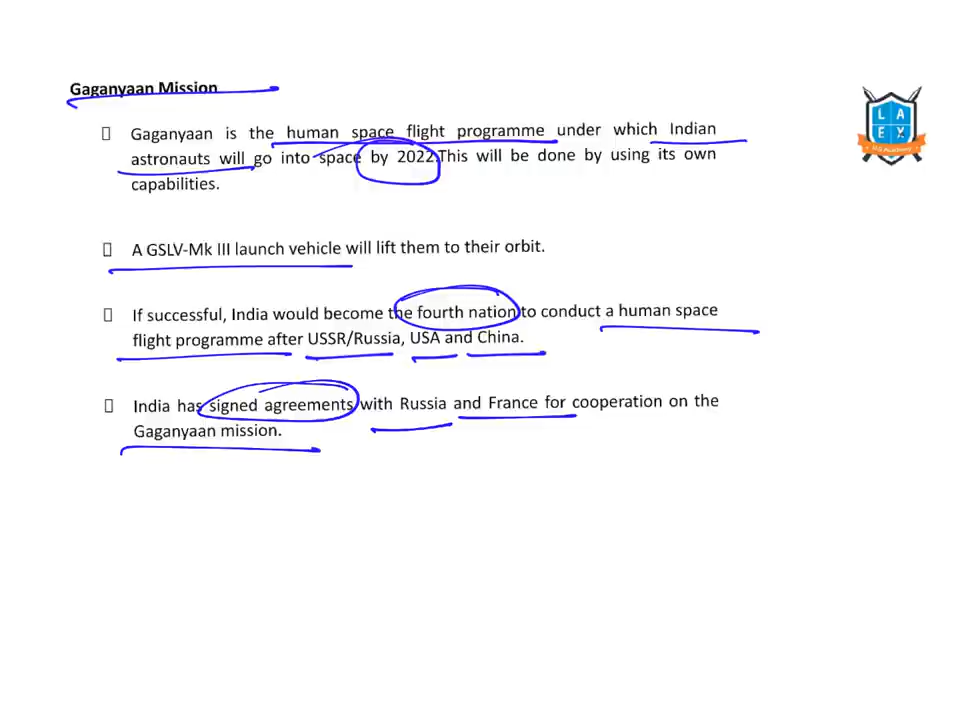 Gaganyaan Mission
Gaganyaan is the human space flight programme under which Indian
astronauts will go into space by 2022.This will be done by using its own
capabilities.
A GSLV-Mk III launch vehicle will lift them to their orbit.
If successful, India would become the fourth nation to conduct a human space
flight programme after USSR/Russia, USA and China.
India has signed agreements with Russia and France for cooperation on the
Gaganyaan mission.
L A
E X
IAS Academy